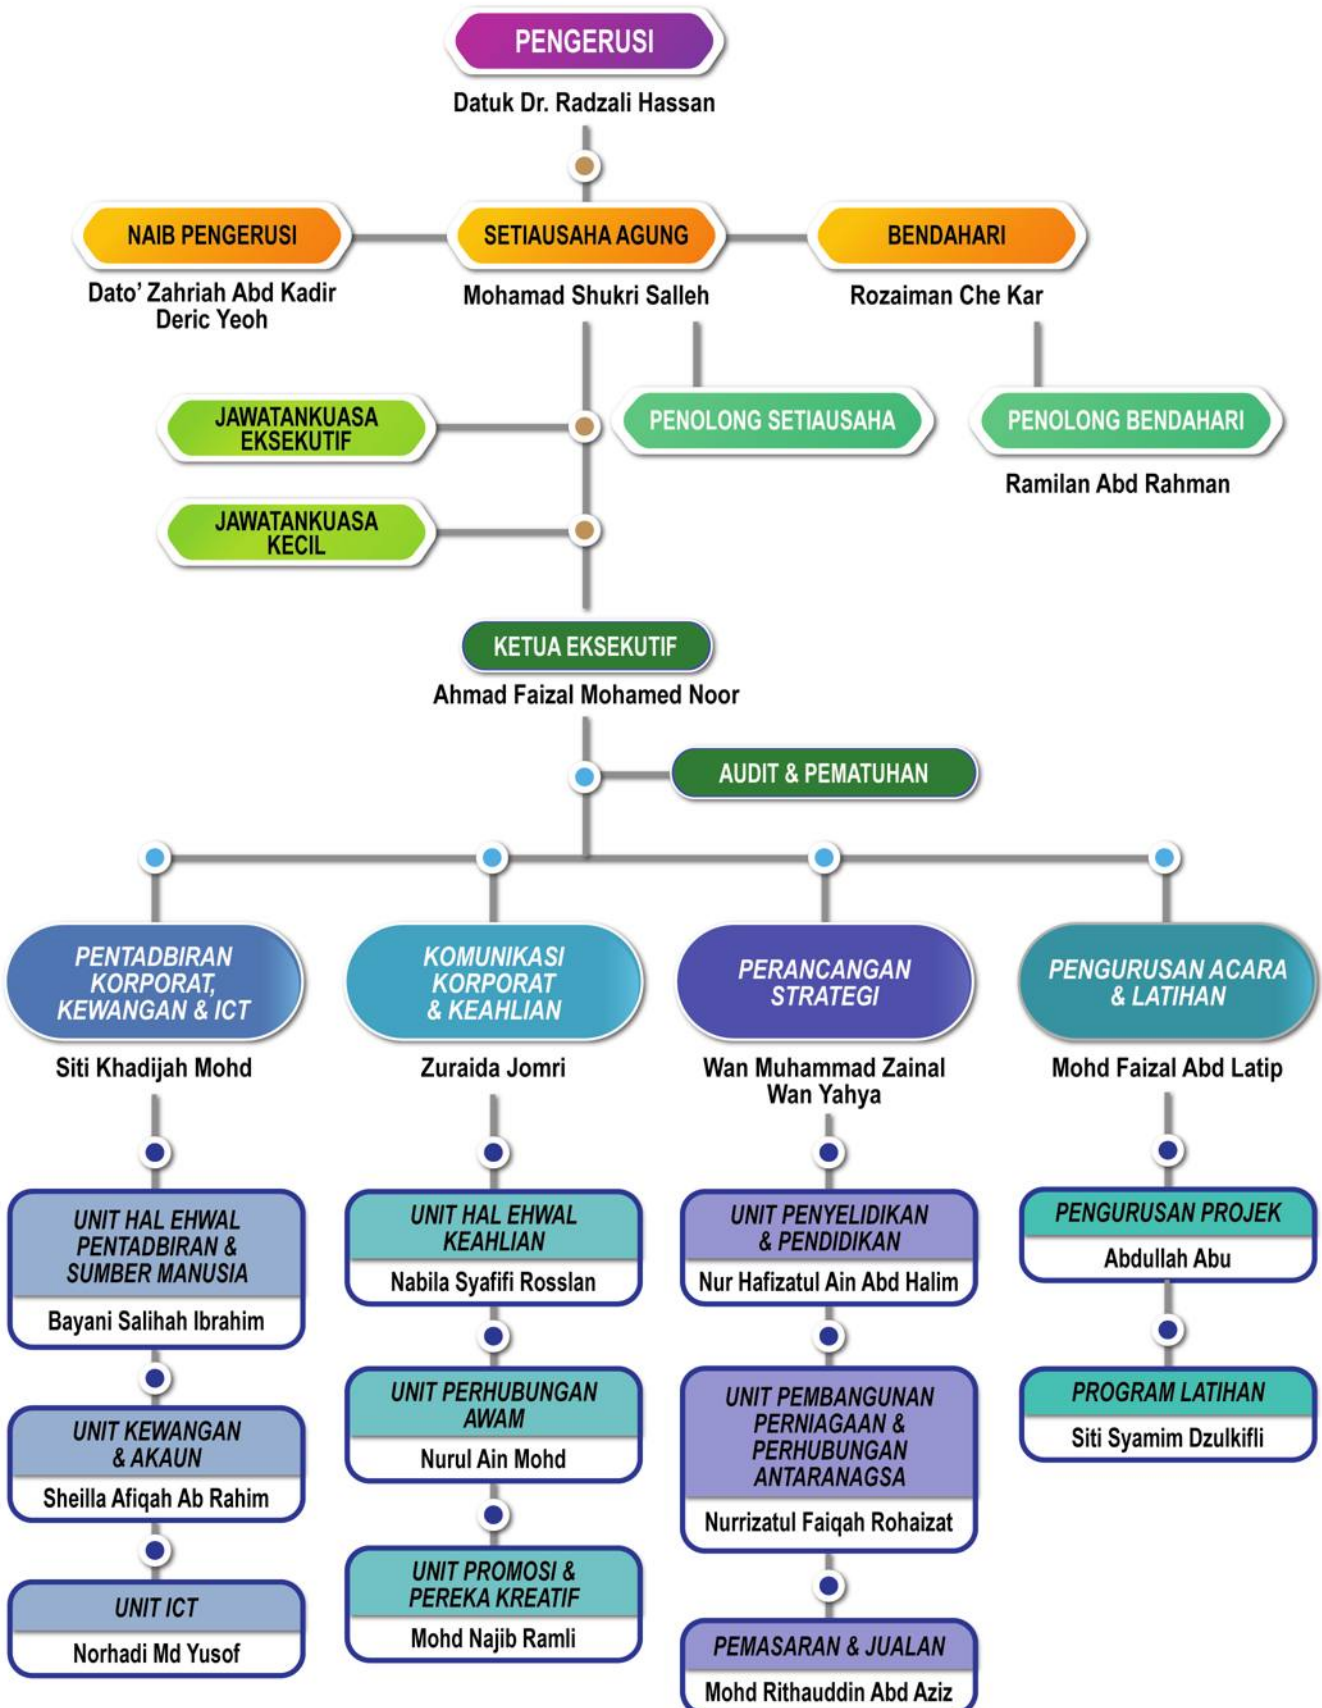 PENGERUSI
Datuk Dr. Radzali Hassan
NAIB PENGERUSI
Dato' Zahriah Abd Kadir
Deric Yeoh
SETIAUSAHA AGUNG
Mohamad Shukri Salleh
BENDAHARI
Rozaiman Che Kar
JAWATANKUASA
EKSEKUTIF
PENOLONG SETIAUSAHA
PENOLONG BENDAHARI
Ramilan Abd Rahman
JAWATANKUASA
KECIL
KETUA EKSEKUTIF
Ahmad Faizal Mohamed Noor
AUDIT & PEMATUHAN
PENTADBIRAN
KORPORAT,
KEWANGAN & ICT
Siti Khadijah Mohd
UNIT HAL EHWAL
PENTADBIRAN &
SUMBER MANUSIA
Bayani Salihah Ibrahim
UNIT KEWANGAN
& AKAUN
Sheilla Afiqah Ab Rahim
UNIT ICT
Norhadi Md Yusof
KOMUNIKASI
KORPORAT
& KEAHLIAN
Zuraida Jomri
UNIT HAL EHWAL
KEAHLIAN
Nabila Syafifi Rosslan
UNIT PERHUBUNGAN
AWAM
Nurul Ain Mohd
UNIT PROMOSI &
PEREKA KREATIF
Mohd Najib Ramli
PERANCANGAN
STRATEGI
Wan Muhammad Zainal
Wan Yahya
UNIT PENYELIDIKAN
& PENDIDIKAN
Nur Hafizatul Ain Abd Halim
UNIT PEMBANGUNAN
PERNIAGAAN &
PERHUBUNGAN
ANTARANAGSA
Nurrizatul Faiqah Rohaizat
PEMASARAN & JUALAN
Mohd Rithauddin Abd Aziz
PENGURUSAN ACARA
& LATIHAN
Mohd Faizal Abd Latip
PENGURUSAN PROJEK
Abdullah Abu
PROGRAM LATIHAN
Siti Syamim Dzulkifli